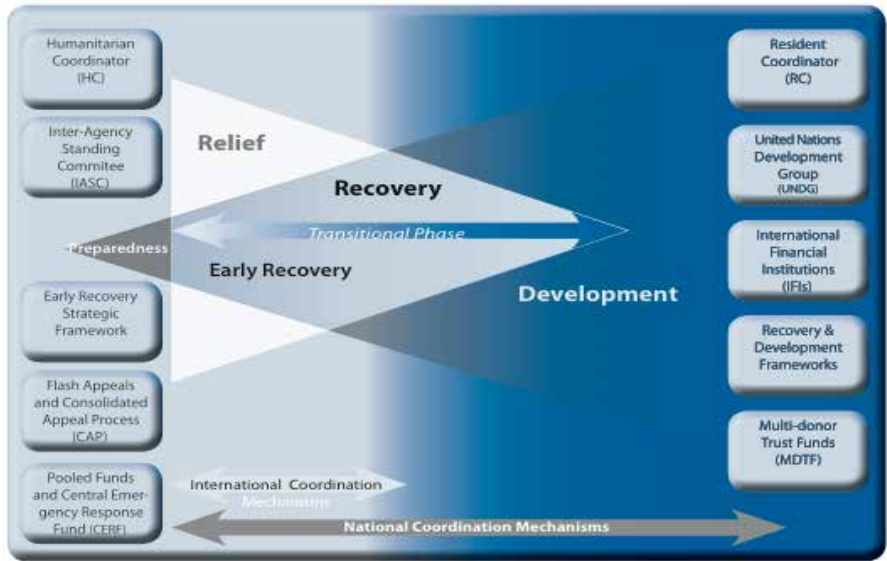 Humanitarian
Coordinator
(HC)
Inter-Agency
Standing
Commitee
(IASC)
Early Recovery
Strategic
Framework
Flash Appeals
and Consolidated
Appeal Process
(CAP)
Pooled Funds
and Central Emer-
gency Response
Fund (CERF)
Relief
Recovery
Transitional Phase
Preparedness
Early Recovery
Development
International Coordination
Mechanisms
National Coordination Mechanisms
Resident
Coordinator
(RC)
United Nations
Development
Group
(UNDG)
International
Financial
Institutions
(IFIs)
Recovery &
Development
Frameworks
Multi-donor
Trust Funds
(MDTF)